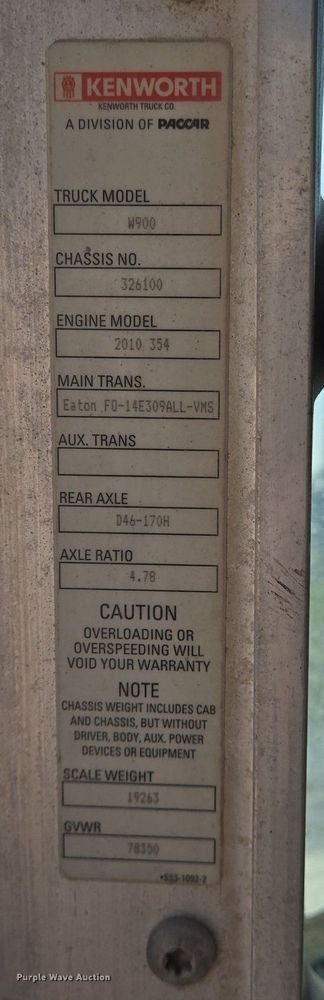 KENWORTH
KENWORTH TRUCK CO.
A DIVISION OF PACCAR
TRUCK MODEL
W900
CHASSIS NO.
326100
ENGINE MODEL
2010 354
MAIN TRANS.
Eaton FO-14E309ALL-VMS
AUX. TRANS
REAR AXLE
D46-170H
AXLE RATIO
4.78
CAUTION
OVERLOADING OR
OVERSPEEDING WILL
VOID YOUR WARRANTY
NOTE
CHASSIS WEIGHT INCLUDES CAB
AND CHASSIS, BUT WITHOUT
DRIVER, BODY, AUX. POWER
DEVICES OR EQUIPMENT
SCALE WEIGHT
19263
GVWR
78350
•S53-1093-2
Purple Wave Auction